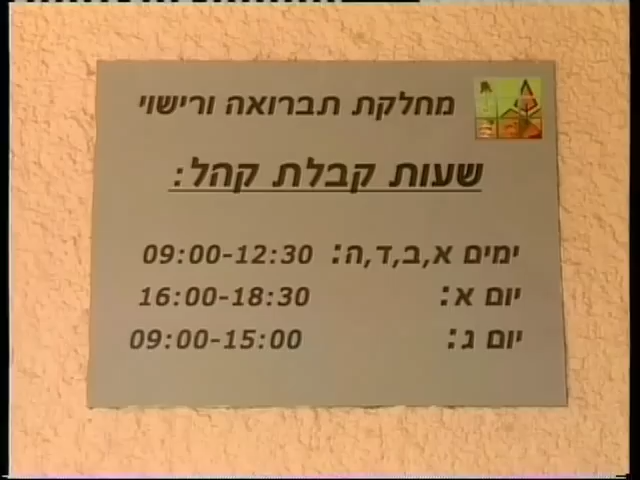 מחלקת תברואה ורישוי
שעות קבלת קהל:
ימים א,ב,ד,ה: 09:00-12:30
יום א: 16:00-18:30
יום ג: 09:00-15:00